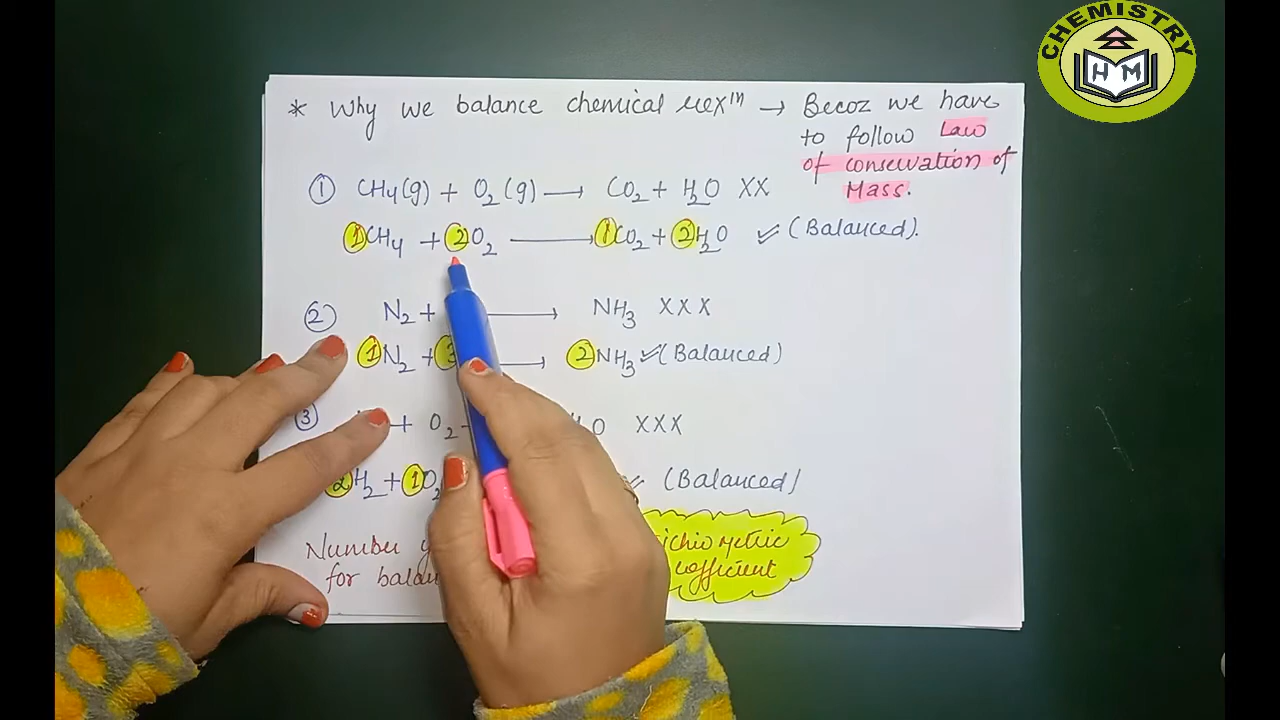 CHEMISTRY
H M
* Why we balance chemical rexⁿ → Becoz we have
to follow Law
of conservation of
Mass.
① CH4(g) + O2(g) → CO2 + H2O XX
1CH4 + 2O2 → 1CO2 + 2H2O ✓ (Balanced).
② N2 + → NH3 XXX
1N2 + 3 → 2NH3 ✓ (Balanced)
③ + O2 O XXX
2H2 + 1O2 (Balanced)
Number
for